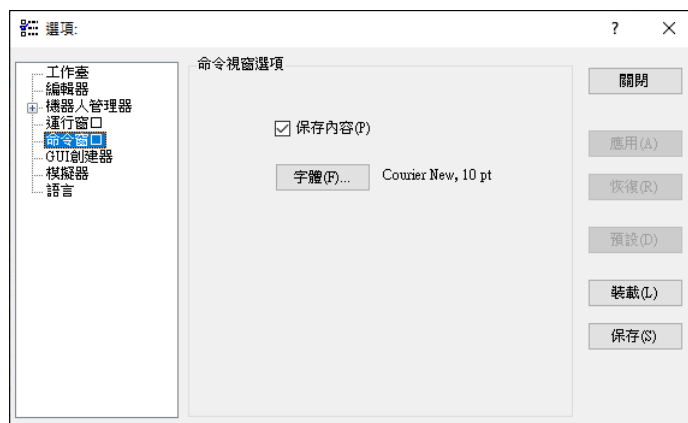 選項:
?
工作臺
編輯器
機器人管理器
運行窗口
命令窗口
GUI創建器
模擬器
語言
命令視窗選項
保存內容(P)
字體(F)...
Courier New, 10 pt
關閉
應用(A)
恢復(R)
預設(D)
裝載(L)
保存(S)